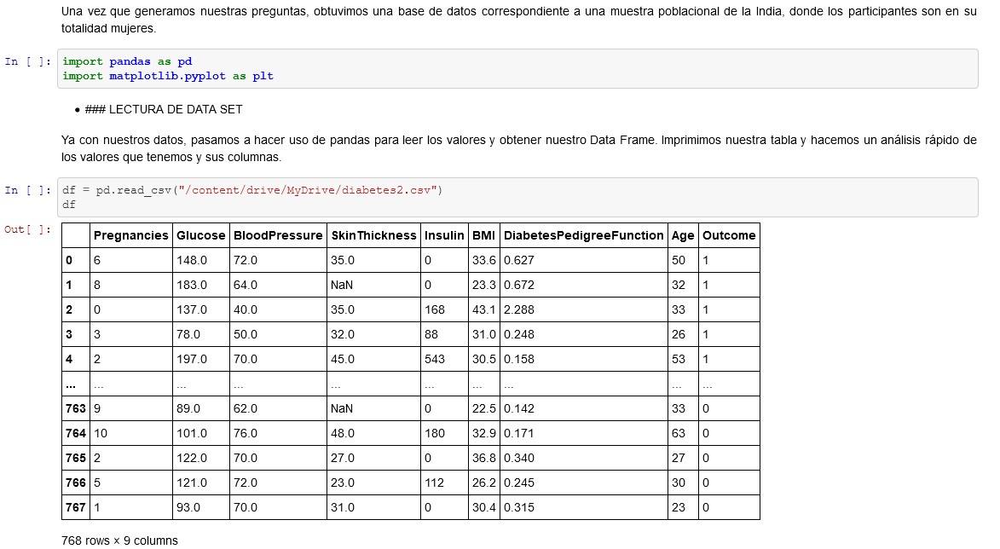 Una vez que generamos nuestras preguntas, obtuvimos una base de datos correspondiente a una muestra poblacional de la India, donde los participantes son en su
totalidad mujeres.
In [ ]: import pandas as pd
import matplotlib.pyplot as plt
• ### LECTURA DE DATA SET
Ya con nuestros datos, pasamos a hacer uso de pandas para leer los valores y obtener nuestro Data Frame. Imprimimos nuestra tabla y hacemos un análisis rápido de
los valores que tenemos y sus columnas.
In [ ]: df = pd.read_csv("/content/drive/MyDrive/diabetes2.csv")
df
Out[ ]: Pregnancies Glucose BloodPressure SkinThickness Insulin BMI DiabetesPedigreeFunction Age Outcome
0 6 148.0 72.0 35.0 0 33.6 0.627 50 1
1 8 183.0 64.0 NaN 0 23.3 0.672 32 1
2 0 137.0 40.0 35.0 168 43.1 2.288 33 1
3 3 78.0 50.0 32.0 88 31.0 0.248 26 1
4 2 197.0 70.0 45.0 543 30.5 0.158 53 1
... ... ... ... ... ... ... ... ... ...
763 9 89.0 62.0 NaN 0 22.5 0.142 33 0
764 10 101.0 76.0 48.0 180 32.9 0.171 63 0
765 2 122.0 70.0 27.0 0 36.8 0.340 27 0
766 5 121.0 72.0 23.0 112 26.2 0.245 30 0
767 1 93.0 70.0 31.0 0 30.4 0.315 23 0
768 rows × 9 columns